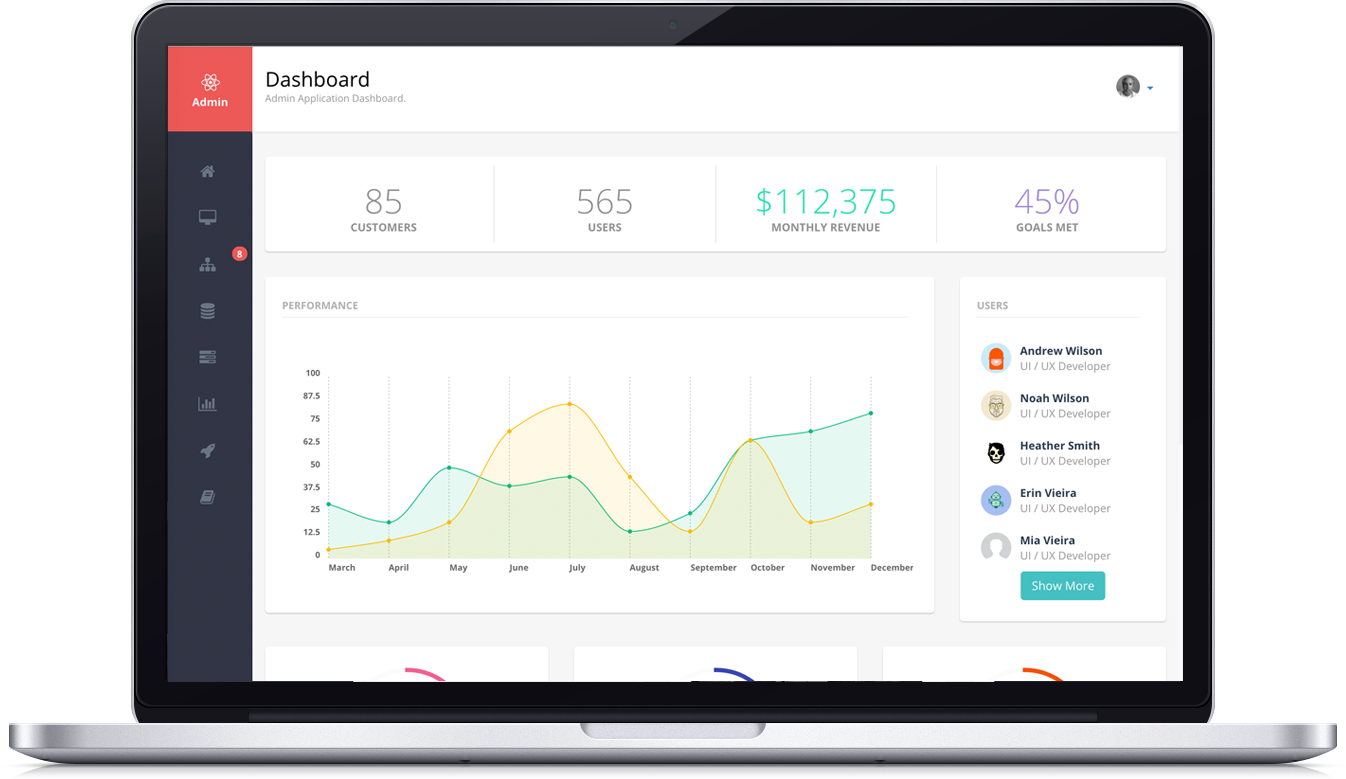 Admin
Dashboard
Admin Application Dashboard.
85
CUSTOMERS
565
USERS
$112,375
MONTHLY REVENUE
45%
GOALS MET
8
PERFORMANCE
100
87.5
75
62.5
50
37.5
25
12.5
0
March April May June July August September October November December
USERS
Andrew Wilson
UI / UX Developer
Noah Wilson
UI / UX Developer
Heather Smith
UI / UX Developer
Erin Vieira
UI / UX Developer
Mia Vieira
UI / UX Developer
Show More